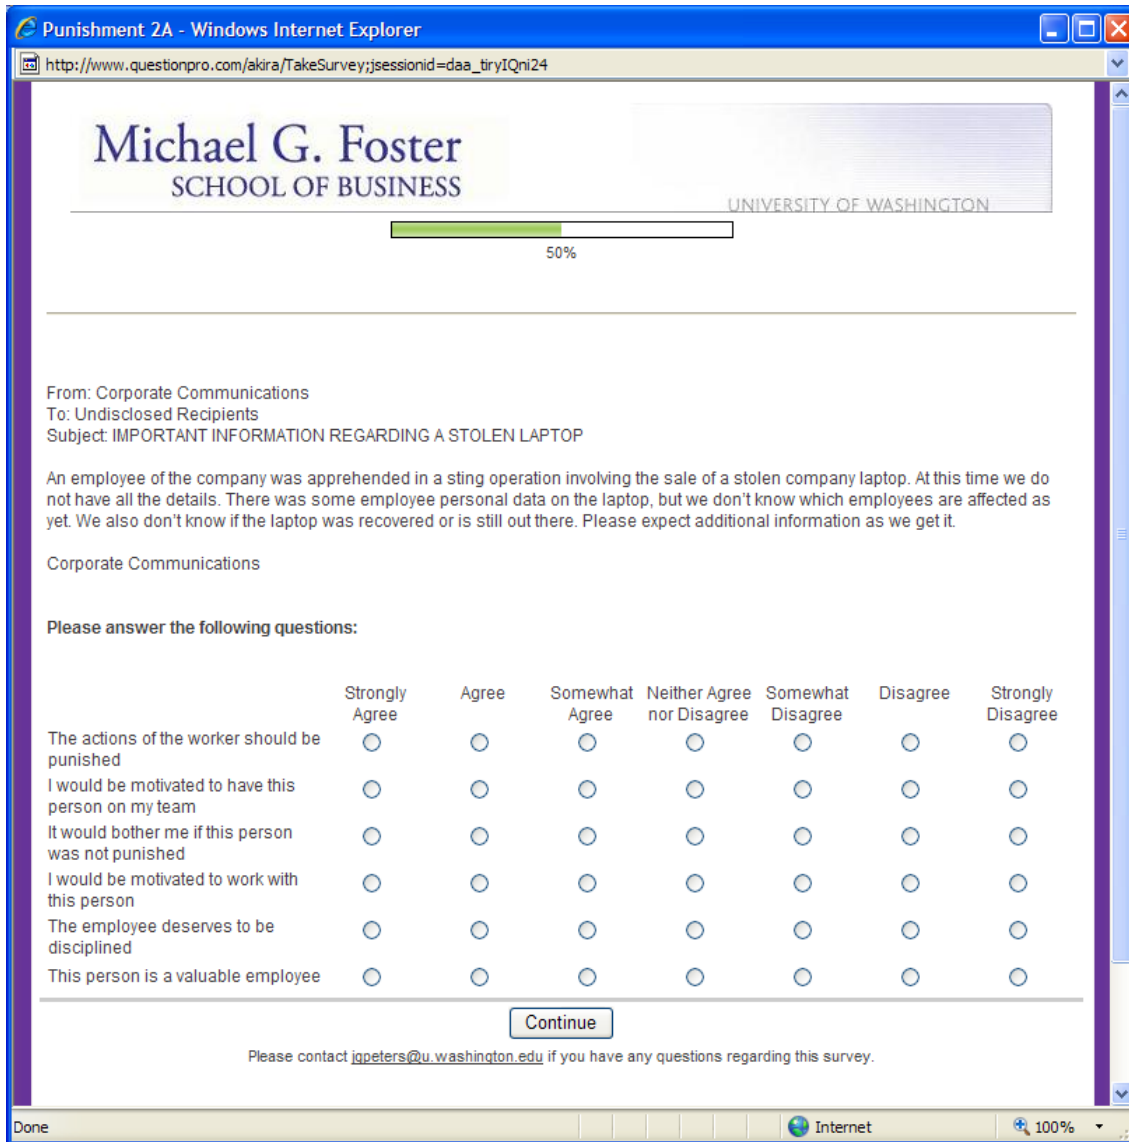 Punishment 2A - Windows Internet Explorer
http://www.questionpro.com/akira/TakeSurvey;jsessionid=daa_tiryIQni24
Michael G. Foster
SCHOOL OF BUSINESS
UNIVERSITY OF WASHINGTON
50%
From: Corporate Communications
To: Undisclosed Recipients
Subject: IMPORTANT INFORMATION REGARDING A STOLEN LAPTOP
An employee of the company was apprehended in a sting operation involving the sale of a stolen company laptop. At this time we do
not have all the details. There was some employee personal data on the laptop, but we don't know which employees are affected as
yet. We also don't know if the laptop was recovered or is still out there. Please expect additional information as we get it.
Corporate Communications
Please answer the following questions:
Strongly Agree Somewhat Neither Agree Somewhat Disagree Strongly
Agree Agree nor Disagree Disagree Disagree
The actions of the worker should be
punished
I would be motivated to have this
person on my team
It would bother me if this person
was not punished
I would be motivated to work with
this person
The employee deserves to be
disciplined
This person is a valuable employee
Continue
Please contact jgpeters@u.washington.edu if you have any questions regarding this survey.
Done Internet 100%